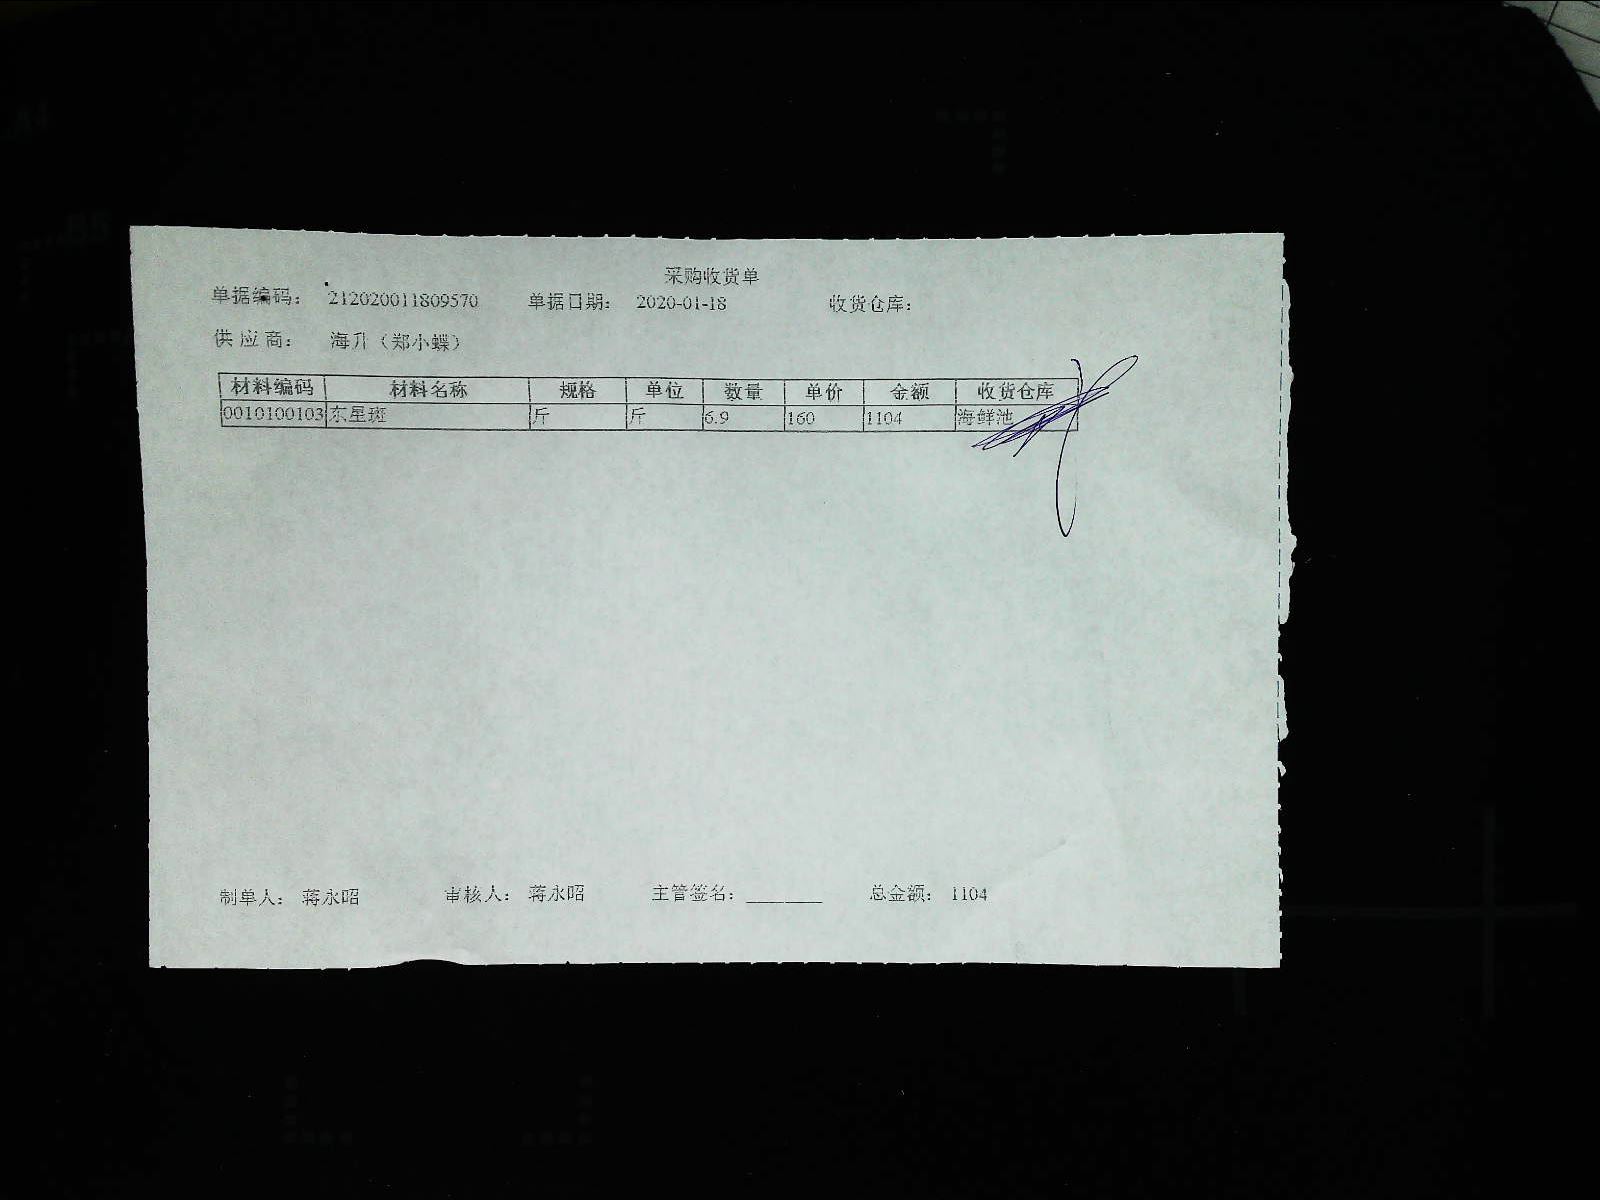 采购收货单
单据编码： 212020011809570 单据日期： 2020-01-18 收货仓库：
供应商： 海升（郑小蝶）
材料编码 材料名称 规格 单位 数量 单价 金额 收货仓库
0010100103 东星斑 斤 斤 6.9 160 1104 海鲜池
制单人： 蒋永昭 审核人： 蒋永昭 主管签名： 总金额： 1104